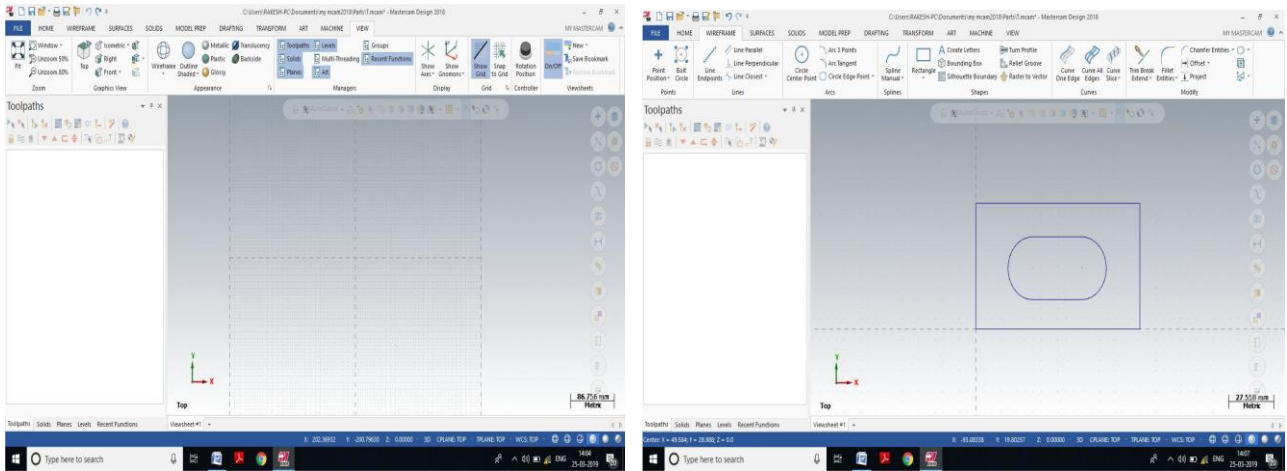 C:\Users\RAKESH-PC\Documents\my mcam2018\Parts\T.mcam* - Mastercam Design 2018
FILE HOME WIREFRAME SURFACES SOLIDS MODEL PREP DRAFTING TRANSFORM ART MACHINE VIEW MY MASTERCAM
Window Isometric Metallic Translucency Toolpaths Levels Groups New
Unzoom 50% Right Plastic Backside Solids Multi-Threading Recent Functions Save Bookmark
Unzoom 80% Front Glossy Planes Art Restore Bookmark
Fit Top Wireframe Outline Shaded Show Axes Show Gnomons Show Grid Snap to Grid Rotation Position On/Off
Zoom Graphics View Appearance Managers Display Grid Controller Viewsheets
Toolpaths
Y
X
Top
86.756 mm
Metric
Toolpaths Solids Planes Levels Recent Functions Viewsheet #1 +
X: 202.36932 Y: -200.79630 Z: 0.00000 3D CPLANE: TOP TPLANE: TOP WCS: TOP
Type here to search
ENG 14:04
25-03-2019
C:\Users\RAKESH-PC\Documents\my mcam2018\Parts\T.mcam* - Mastercam Design 2018
FILE HOME WIREFRAME SURFACES SOLIDS MODEL PREP DRAFTING TRANSFORM ART MACHINE VIEW MY MASTERCAM
Line Parallel Arc 3 Points Create Letters Turn Profile Chamfer Entities
Line Perpendicular Arc Tangent Bounding Box Relief Groove Offset
Line Closest Circle Edge Point Silhouette Boundary Raster to Vector Project
Point Position Bolt Circle Line Endpoints Circle Center Point Spline Manual Rectangle Curve One Edge Curve All Edges Curve Slice Trim Break Extend Fillet Entities
Points Lines Arcs Splines Shapes Curves Modify
Toolpaths
Y
X
Top
27.550 mm
Metric
Toolpaths Solids Planes Levels Recent Functions Viewsheet #1 +
Center: X = 49.584; Y = 28.988; Z = 0.0 X: -93.08336 Y: 19.80257 Z: 0.00000 3D CPLANE: TOP TPLANE: TOP WCS: TOP
Type here to search
ENG 14:07
25-03-2019